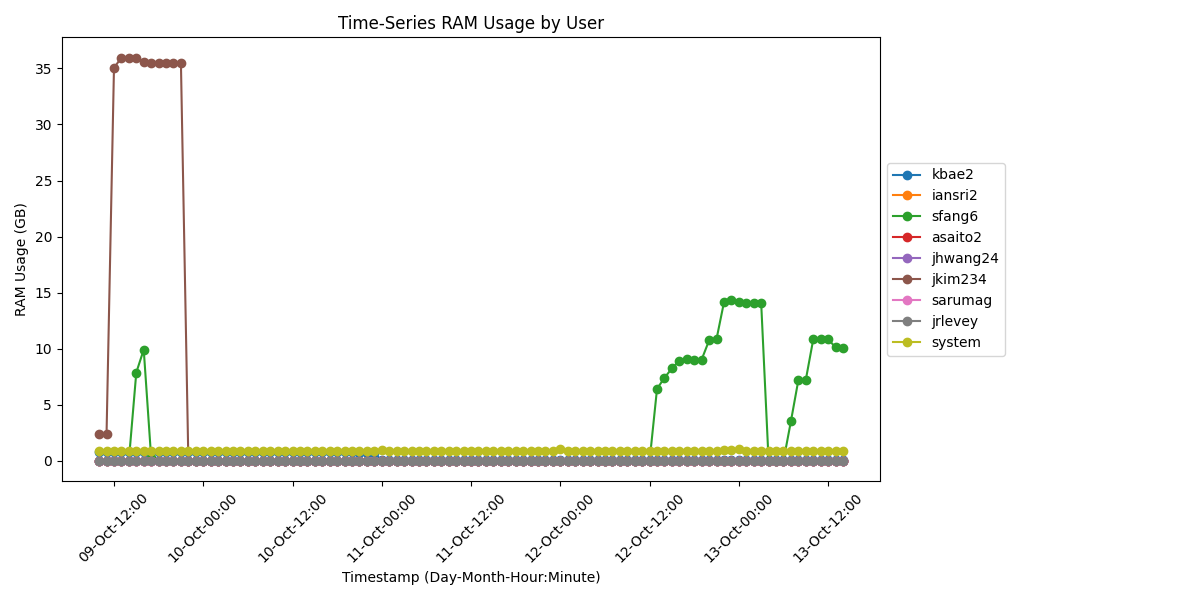 Time-Series RAM Usage by User
RAM Usage (GB)
35
30
25
20
15
10
5
0
09-Oct-12:00
10-Oct-00:00
10-Oct-12:00
11-Oct-00:00
11-Oct-12:00
12-Oct-00:00
12-Oct-12:00
13-Oct-00:00
13-Oct-12:00
Timestamp (Day-Month-Hour:Minute)
kbae2
iansri2
sfang6
asaito2
jhwang24
jkim234
sarumag
jrlevey
system